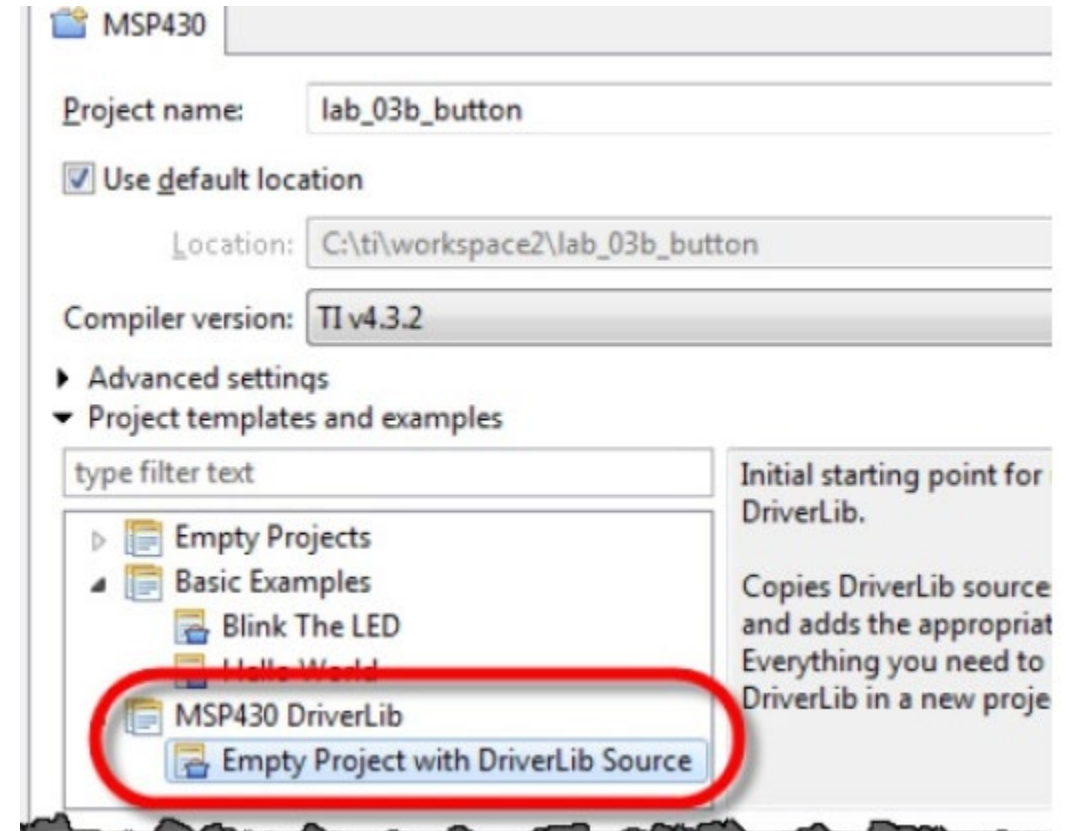 MSP430
Project name: lab_03b_button
Use default location
Location: C:\ti\workspace2\lab_03b_button
Compiler version: TI v4.3.2
Advanced settings
Project templates and examples
type filter text
Empty Projects
Basic Examples
Blink The LED
Hello World
MSP430 DriverLib
Empty Project with DriverLib Source
Initial starting point for
DriverLib.
Copies DriverLib source
and adds the appropriat
Everything you need to
DriverLib in a new proje